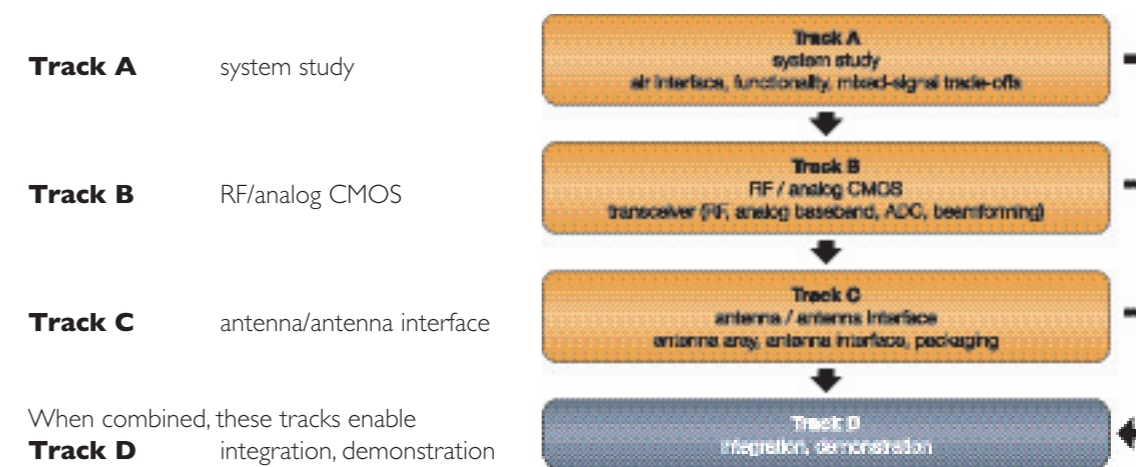 Track A system study
Track A
system study
air interface, functionality, mixed-signal trade-offs
Track B RF/analog CMOS
Track B
RF / analog CMOS
transceiver (RF, analog baseband, ADC, beamforming)
Track C antenna/antenna interface
Track C
antenna / antenna interface
antenna array, antenna interface, packaging
When combined, these tracks enable
Track D integration, demonstration
Track D
integration, demonstration